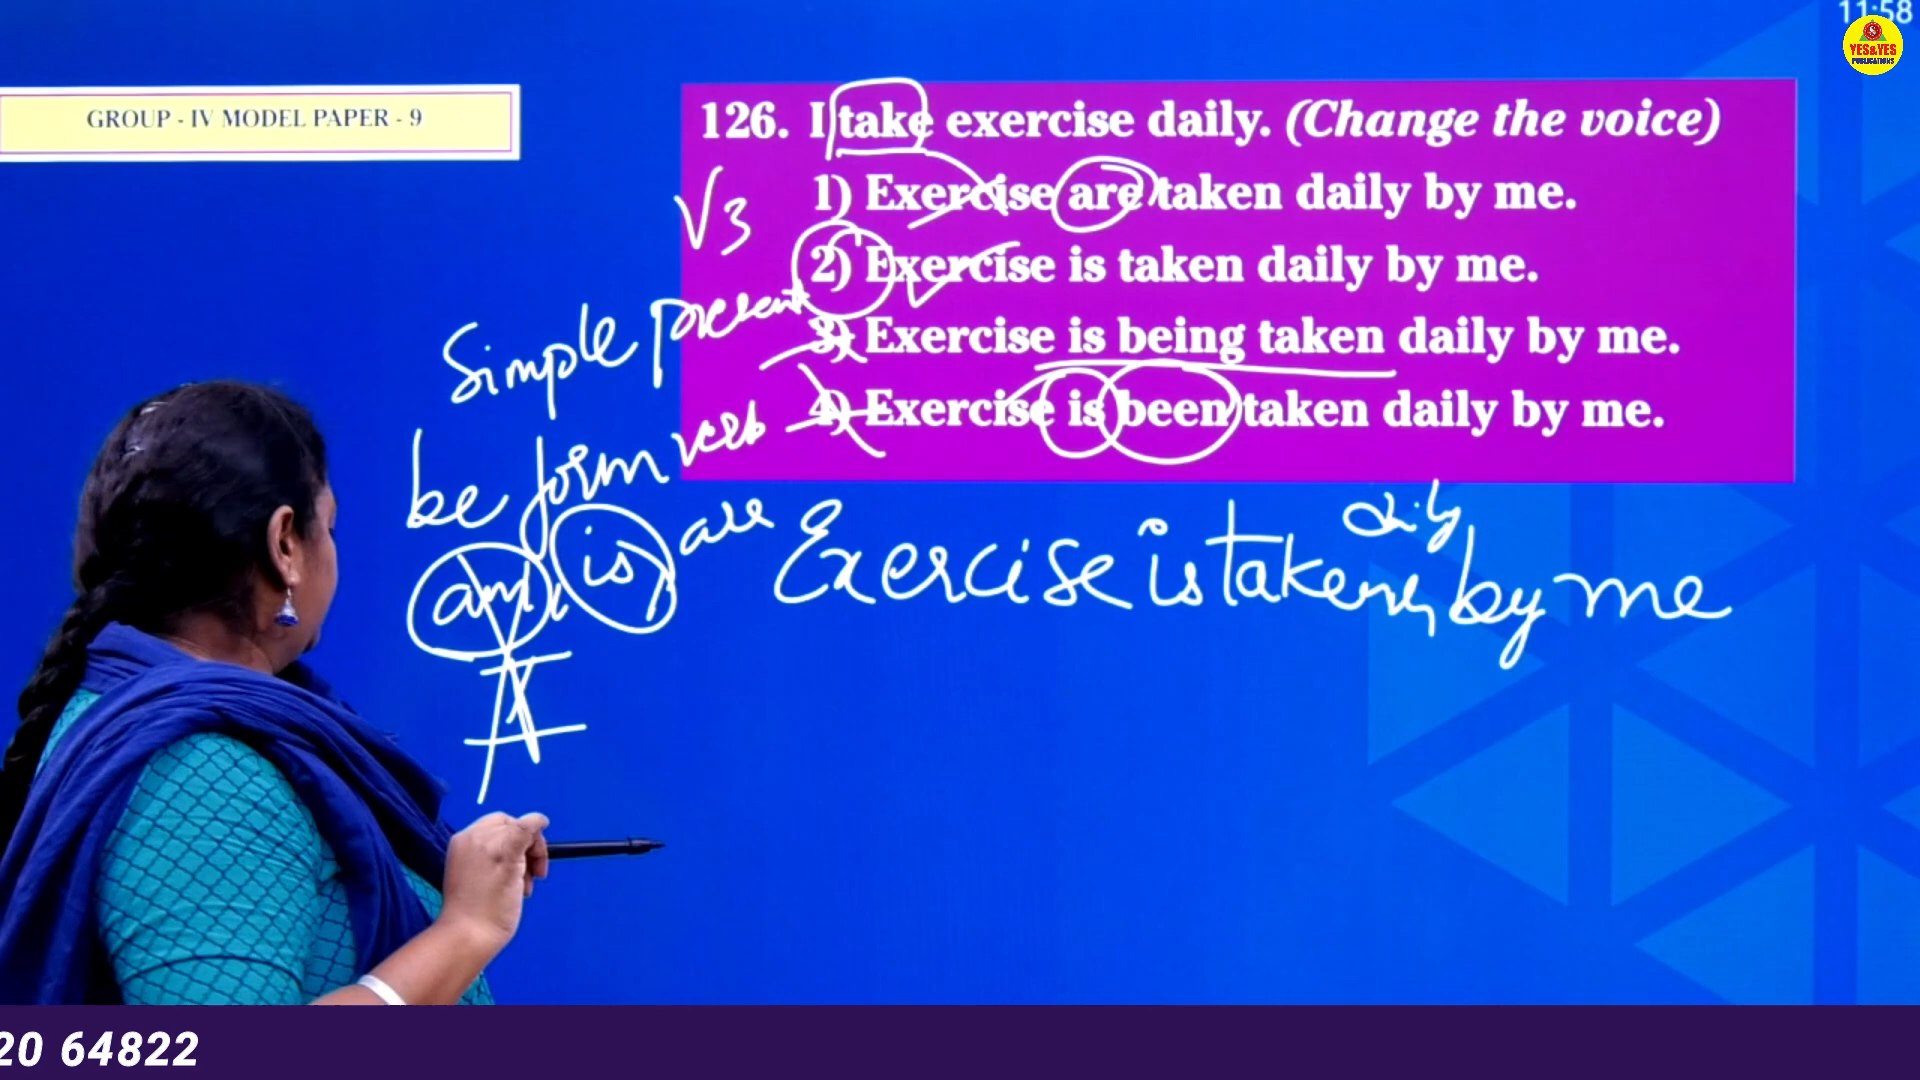 11:58
YES&YES
PUBLICATIONS
GROUP - IV MODEL PAPER - 9
126. I take exercise daily. (Change the voice)
1) Exercise are taken daily by me.
2) Exercise is taken daily by me.
3) Exercise is being taken daily by me.
4) Exercise is been taken daily by me.
V3
Simple present
be form verb
am, is, are
daily
Exercise is taken by me
I
20 64822